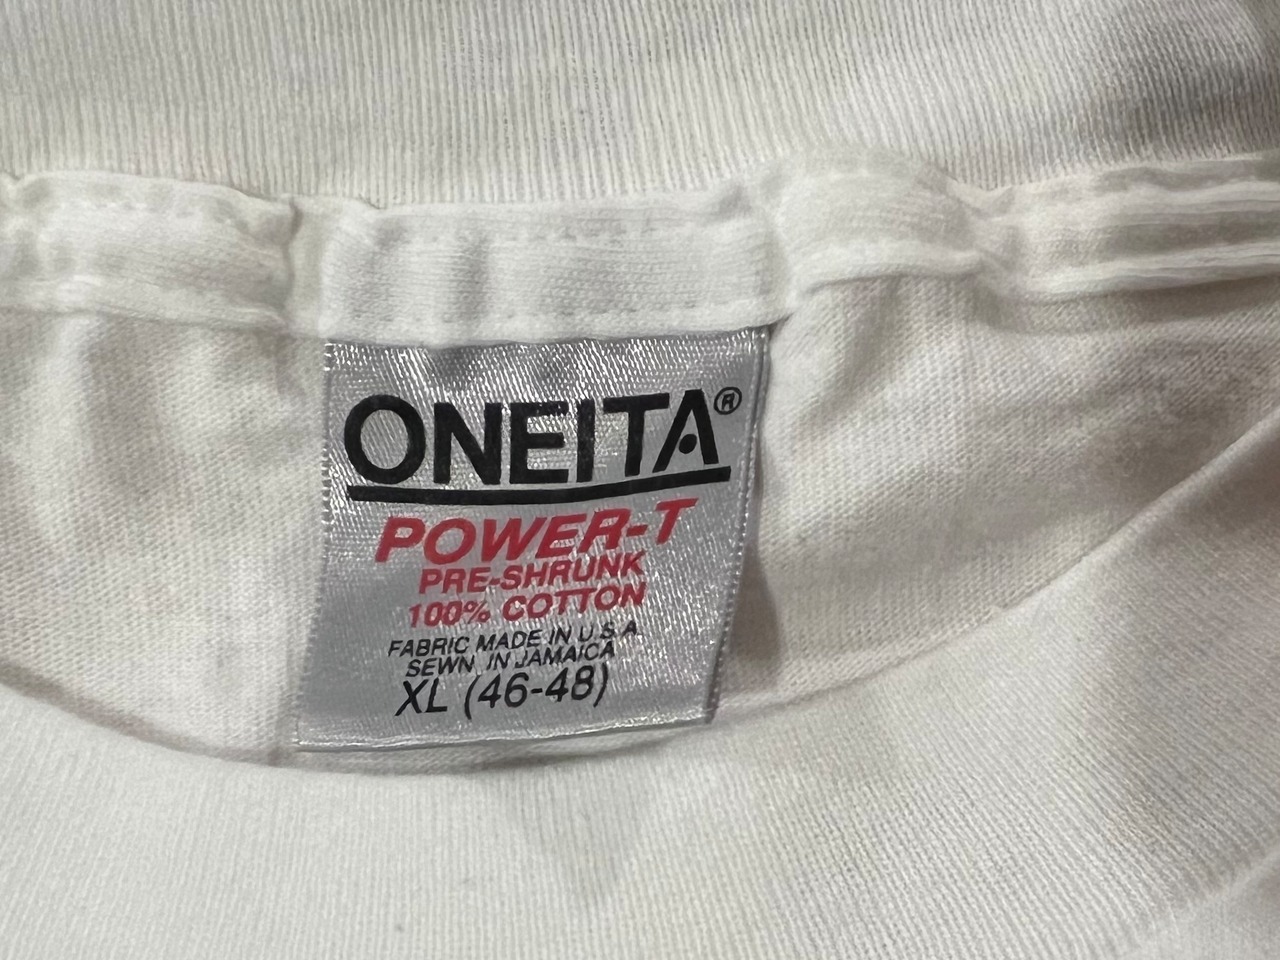 ONEITA®
POWER-T
PRE-SHRUNK
100% COTTON
FABRIC MADE IN U.S.A.
SEWN IN JAMAICA
XL (46-48)